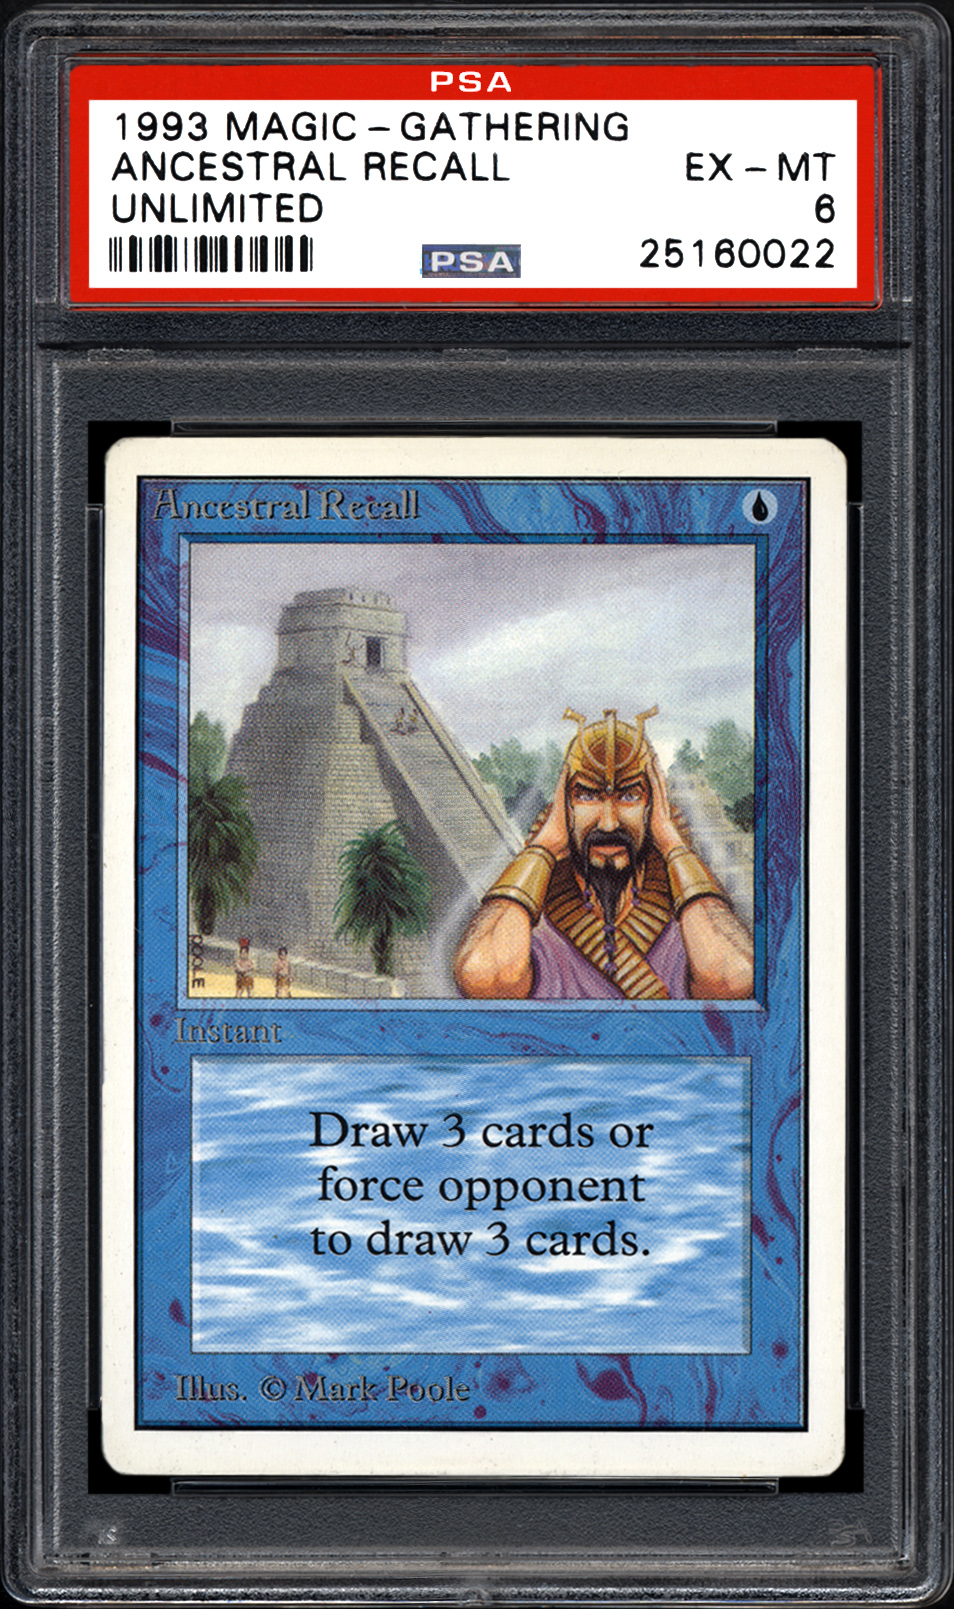 PSA
1993 MAGIC - GATHERING
ANCESTRAL RECALL EX - MT
UNLIMITED 6
PSA 25160022
Ancestral Recall
POOLE
Instant
Draw 3 cards or
force opponent
to draw 3 cards.
Illus. © Mark Poole